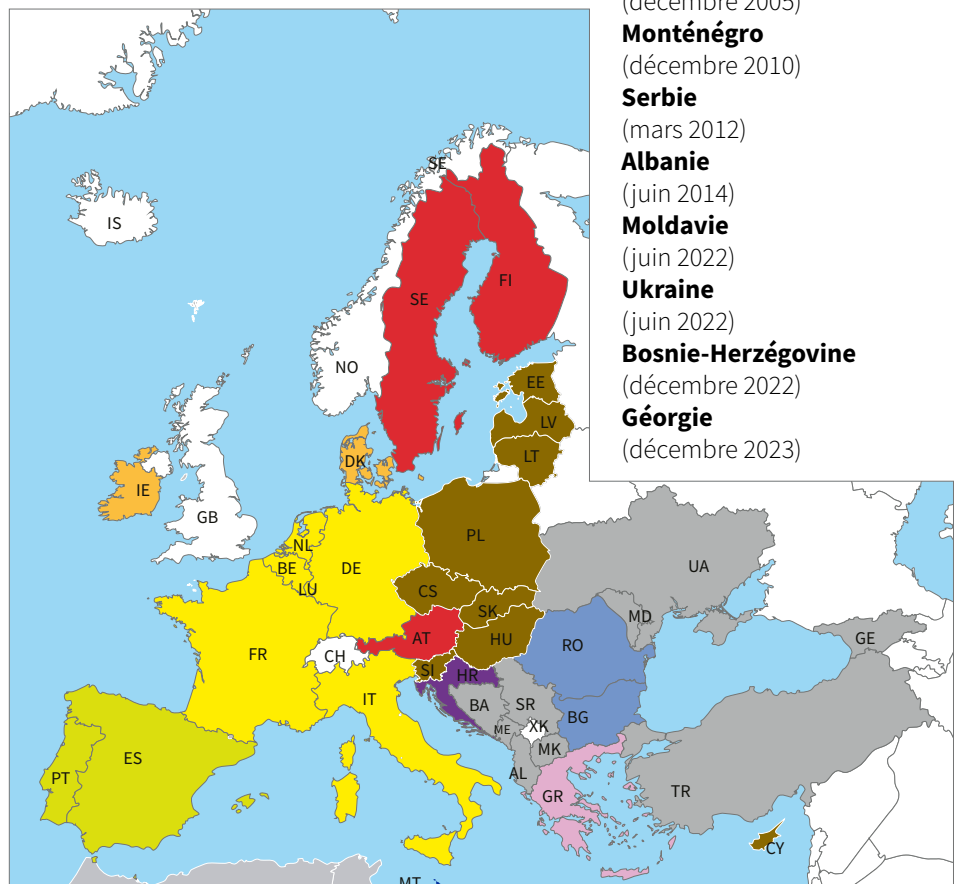 (décembre 2005)
Monténégro
(décembre 2010)
Serbie
(mars 2012)
Albanie
(juin 2014)
Moldavie
(juin 2022)
Ukraine
(juin 2022)
Bosnie-Herzégovine
(décembre 2022)
Géorgie
(décembre 2023)
SE
IS
FI
SE
NO
EE
LV
DK
LT
IE
GB
PL
NL
BE
DE
UA
LU
CS
SK
MD
AT
HU
RO
GE
FR
CH
SI
HR
IT
BA
SR
BG
ME
XK
MK
ES
PT
AL
GR
TR
CY
MT